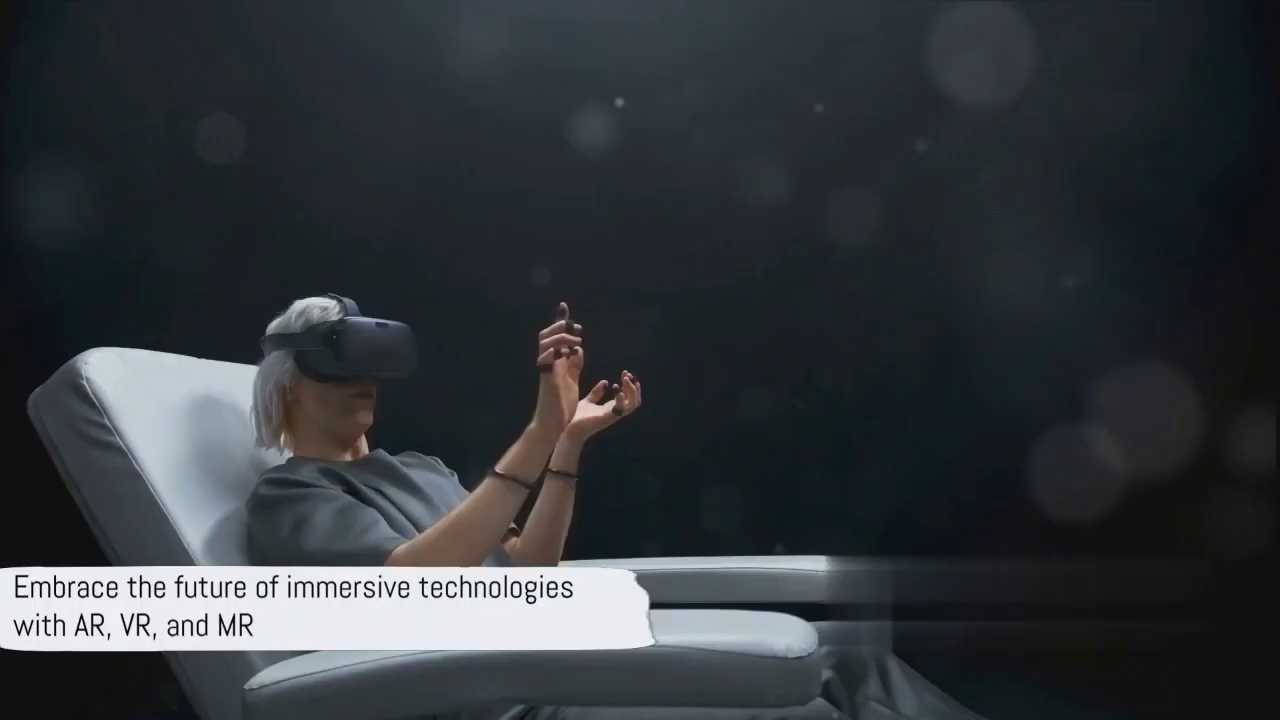 Embrace the future of immersive technologies
with AR, VR, and MR